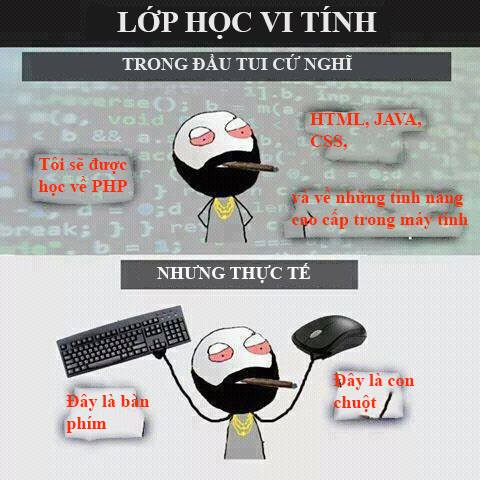 LỚP HỌC VI TÍNH
TRONG ĐẦU TUI CỨ NGHĨ
HTML, JAVA,
CSS,
Tôi sẽ được
học về PHP
và về những tính năng
cao cấp trong máy tính
NHƯNG THỰC TẾ
Đây là bàn
phím
Đây là con
chuột